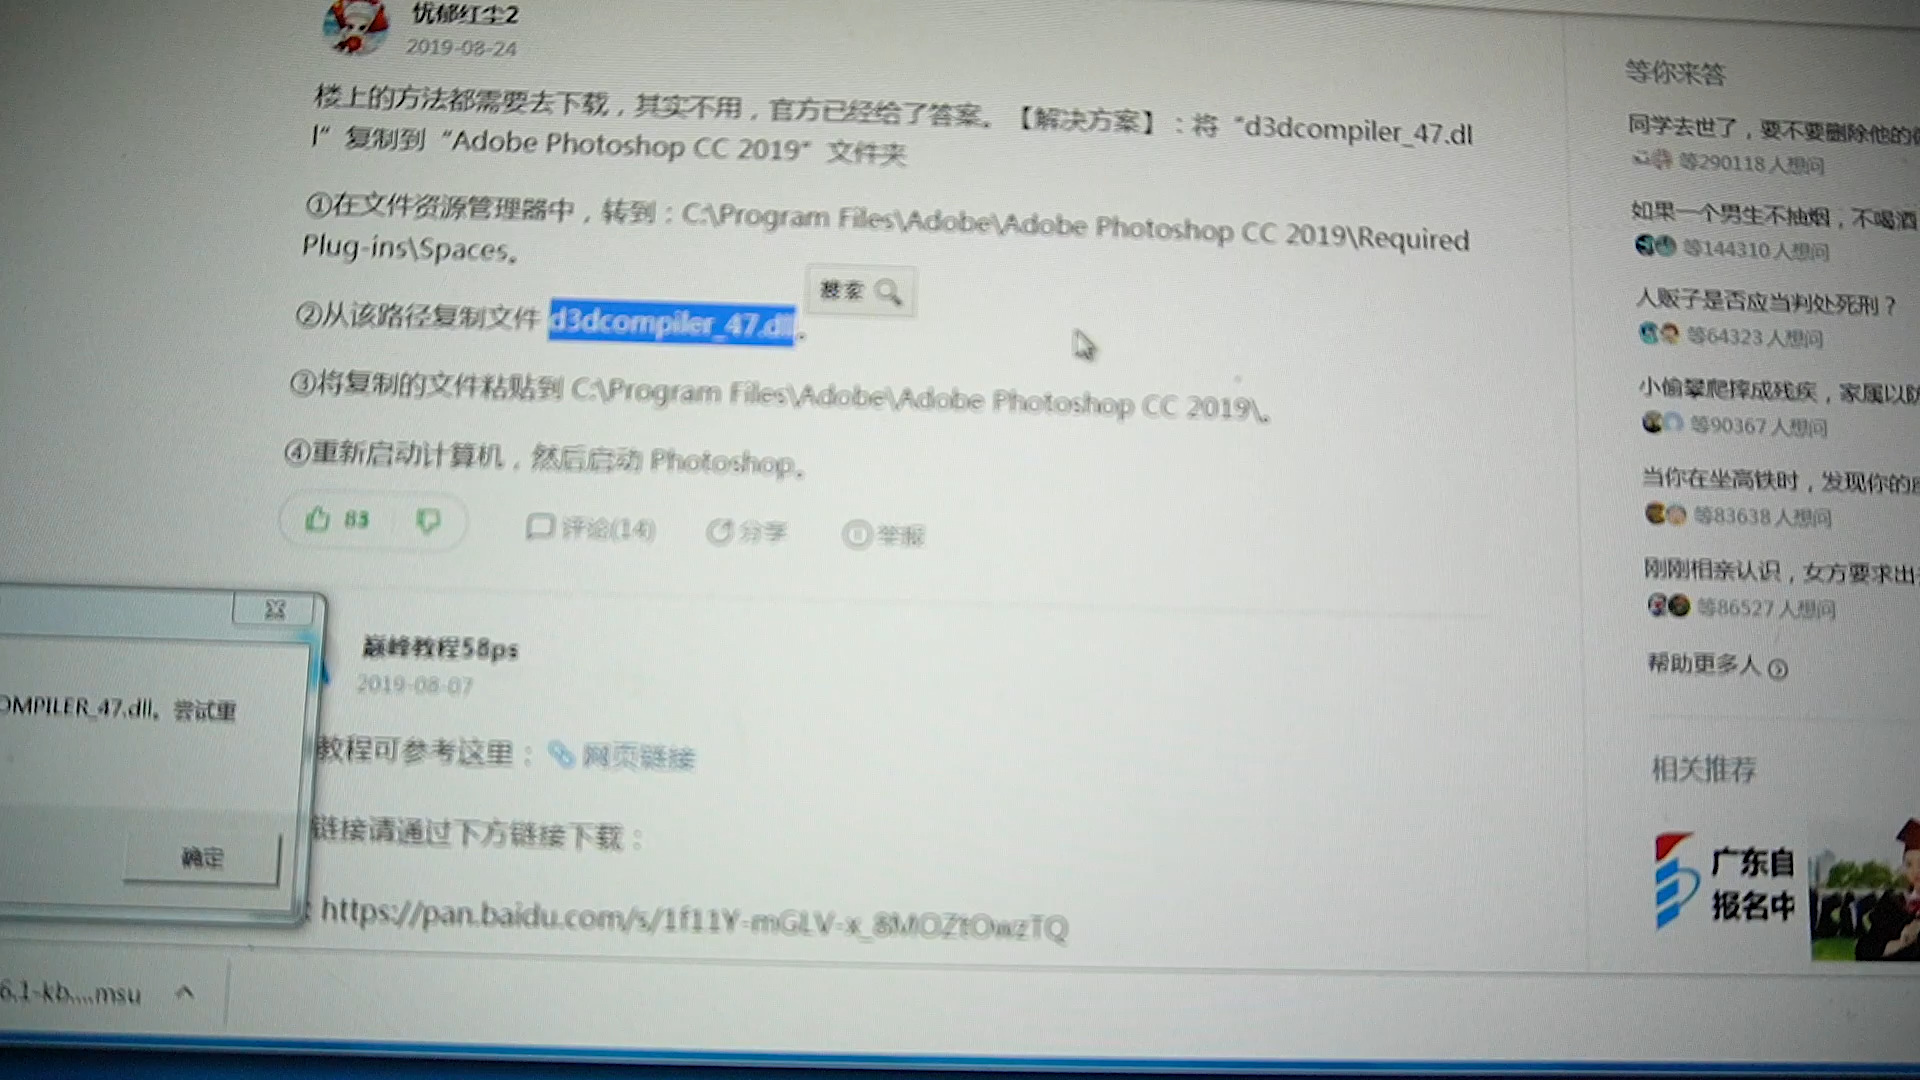 忧郁红尘2
2019-08-24
楼上的方法都需要去下载，其实不用，官方已经给了答案。【解决方案】：将“d3dcompiler_47.dl
l”复制到“Adobe Photoshop CC 2019”文件夹
①在文件资源管理器中，转到：C:\Program Files\Adobe\Adobe Photoshop CC 2019\Required
Plug-ins\Spaces。
搜索
②从该路径复制文件 d3dcompiler_47.dll。
③将复制的文件粘贴到 C:\Program Files\Adobe\Adobe Photoshop CC 2019\。
④重新启动计算机，然后启动 Photoshop。
83
评论(14) 分享 举报
巅峰教程58ps
2019-08-07
教程可参考这里： 网页链接
链接请通过下方链接下载：
https://pan.baidu.com/s/1f11Y-mGLV-x_8MOZtOwzTQ
OMPILER_47.dll。尝试重
确定
6.1-kb....msu
等你来答
同学去世了，要不要删除他的
等290118人想问
如果一个男生不抽烟，不喝酒
等144310人想问
人贩子是否应当判处死刑？
等64323人想问
小偷攀爬摔成残疾，家属以防
等90367人想问
当你在坐高铁时，发现你的座
等83638人想问
刚刚相亲认识，女方要求出
等86527人想问
帮助更多人
相关推荐
广东自
报名中